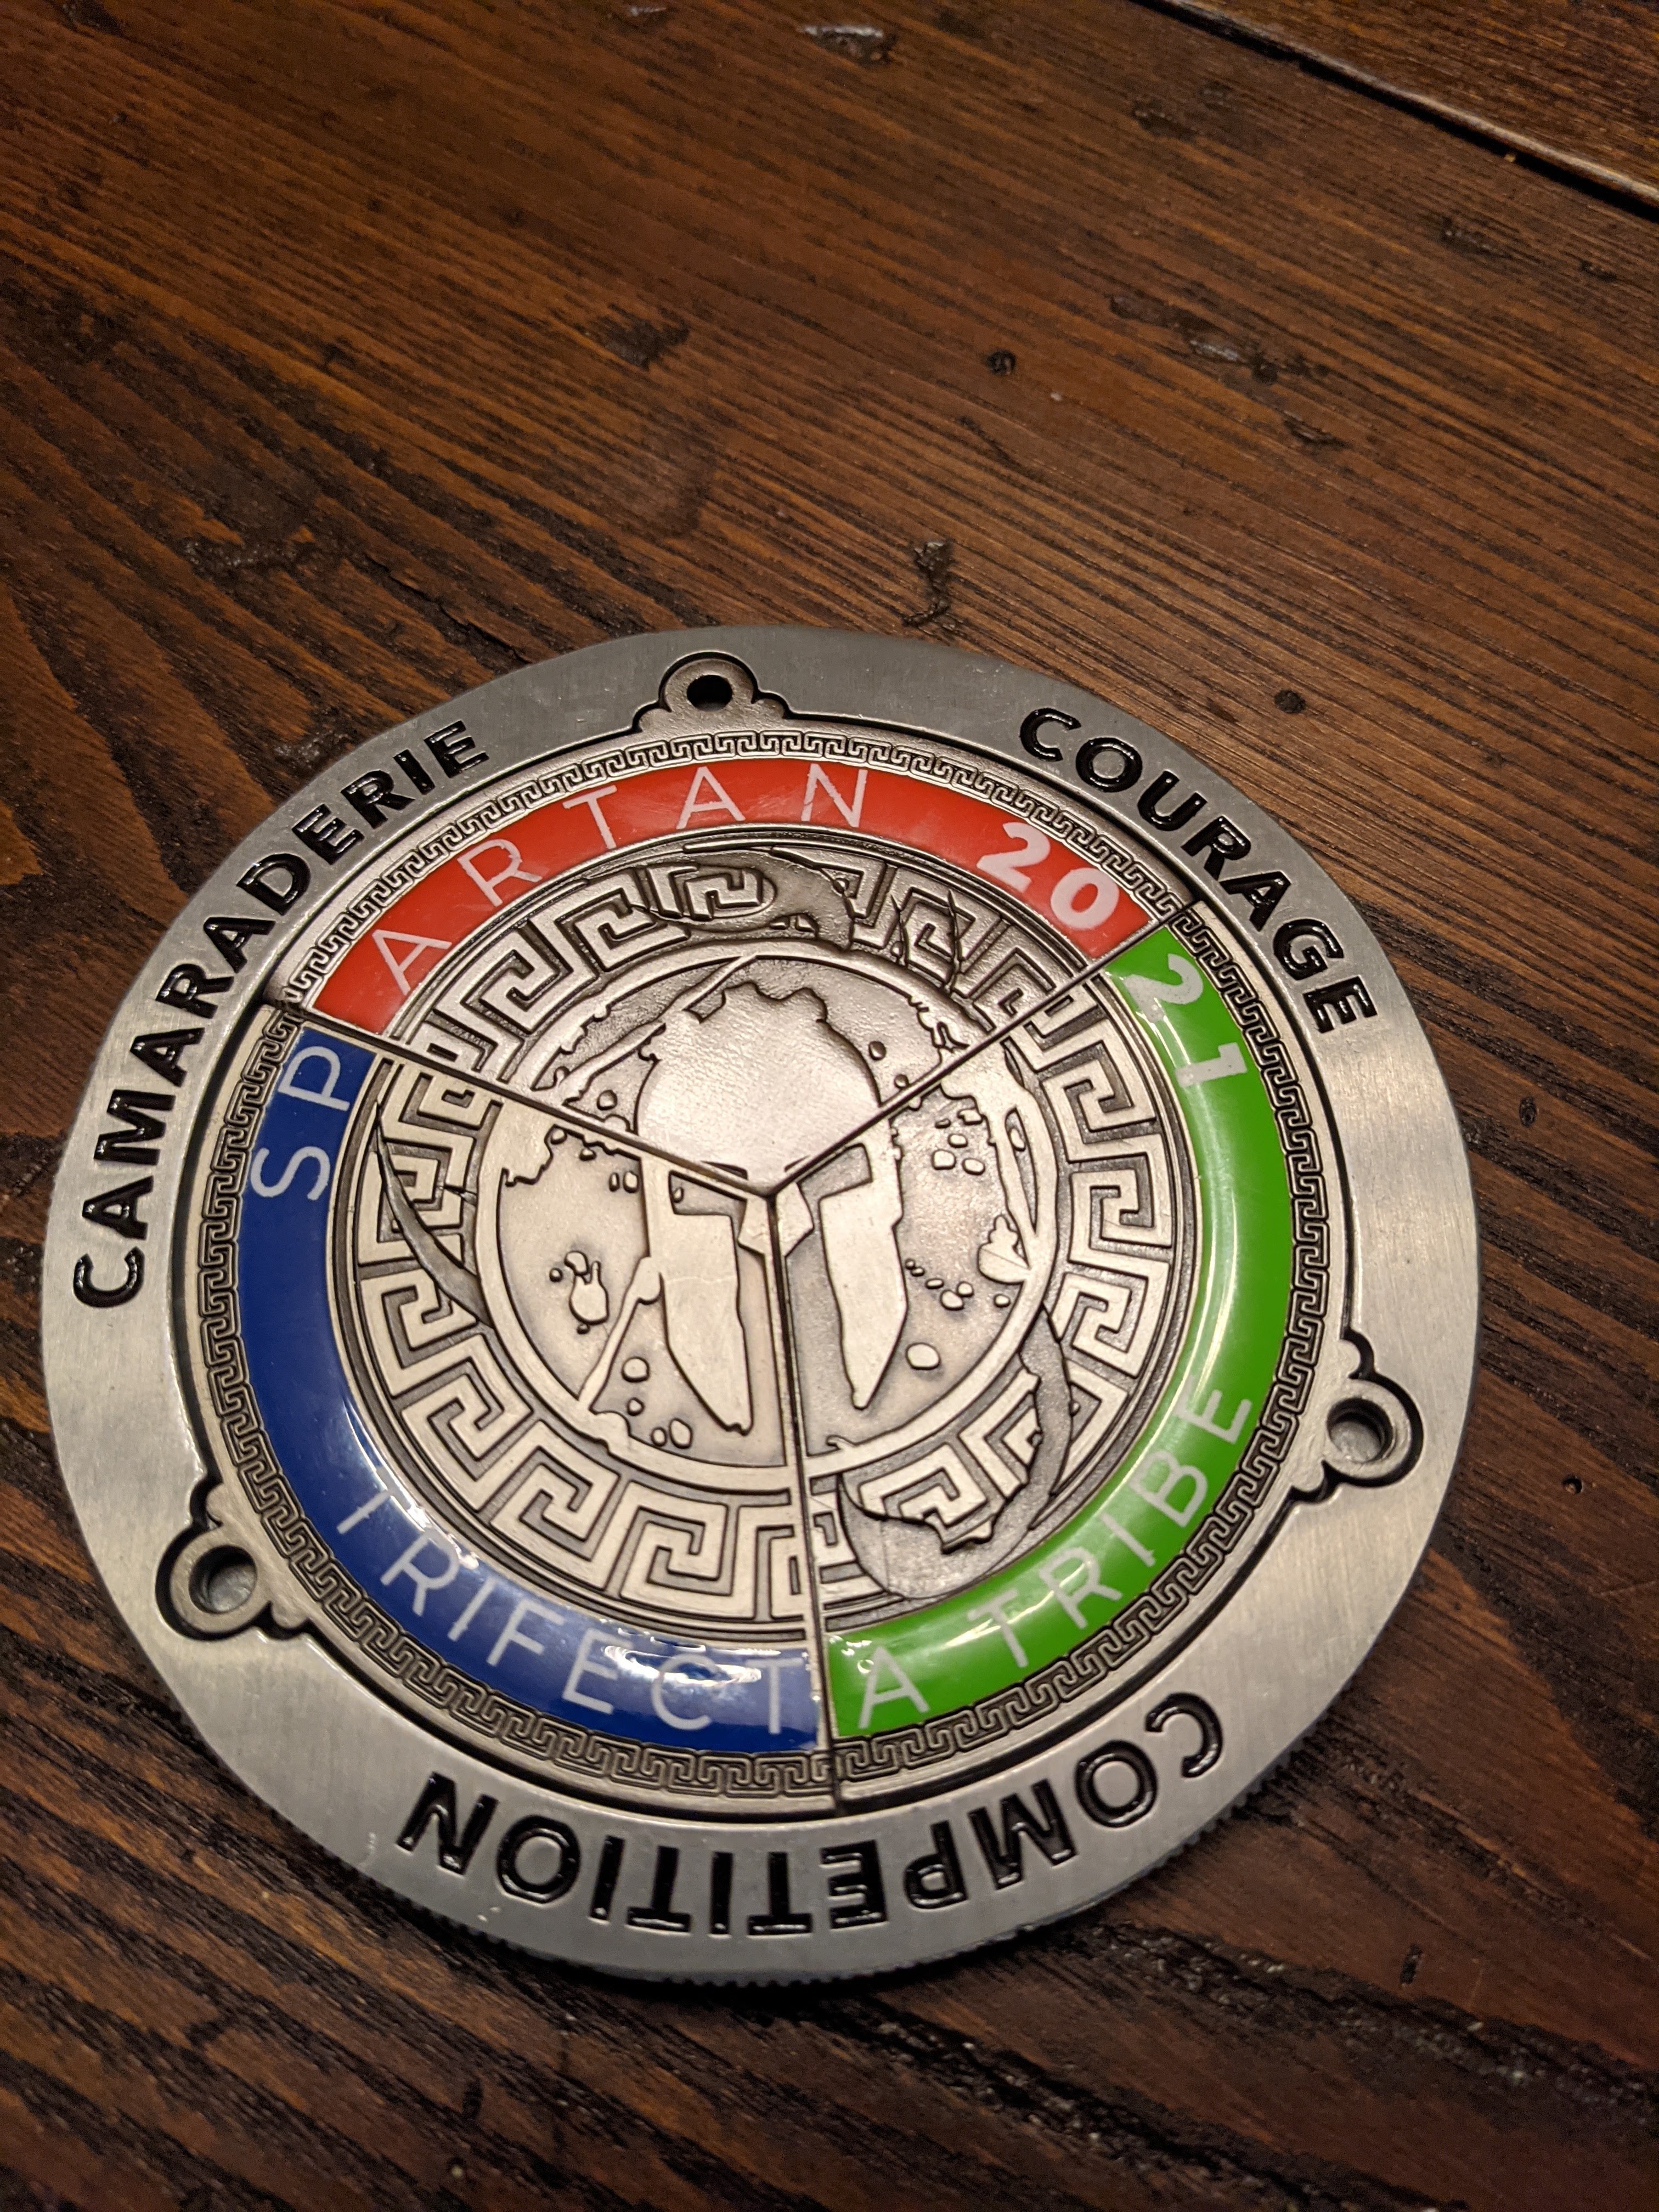 CAMARADERIE
COURAGE
COMPETITION
SPARTAN 2021
TRIFECTA TRIBE